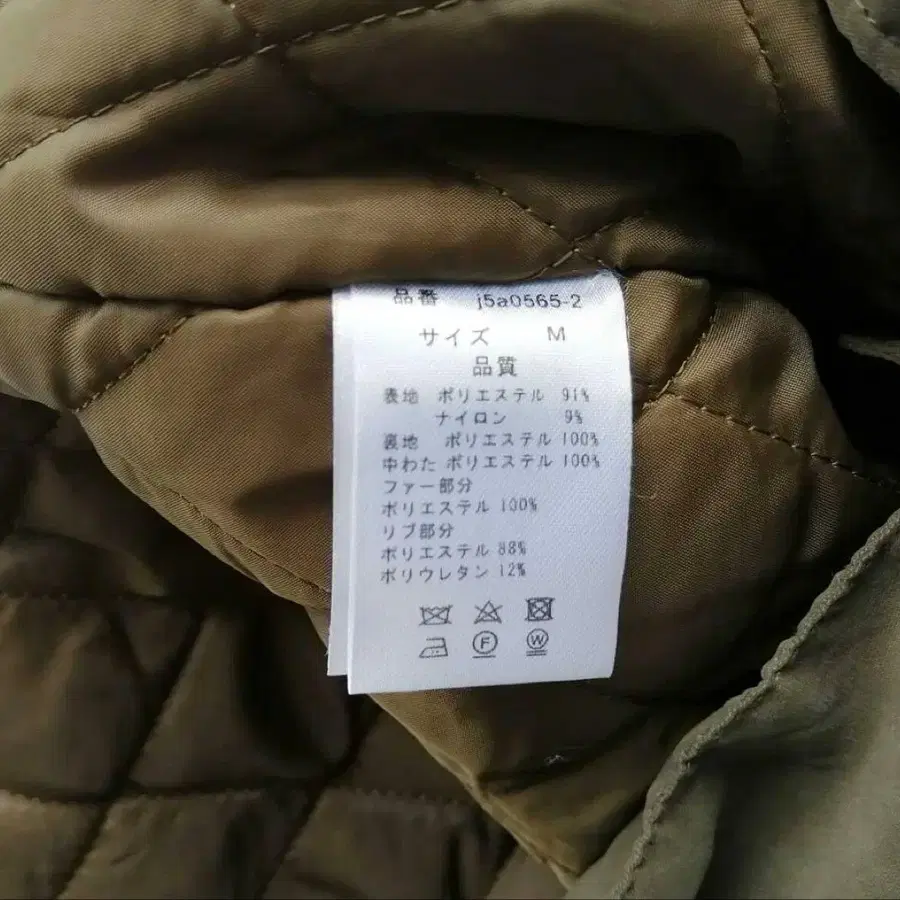 品番 j5a0565-2
サイズ M
品質
表地 ポリエステル 91%
ナイロン 9%
裏地 ポリエステル 100%
中わた ポリエステル 100%
ファー部分
ポリエステル 100%
リブ部分
ポリエステル 88%
ポリウレタン 12%
F W